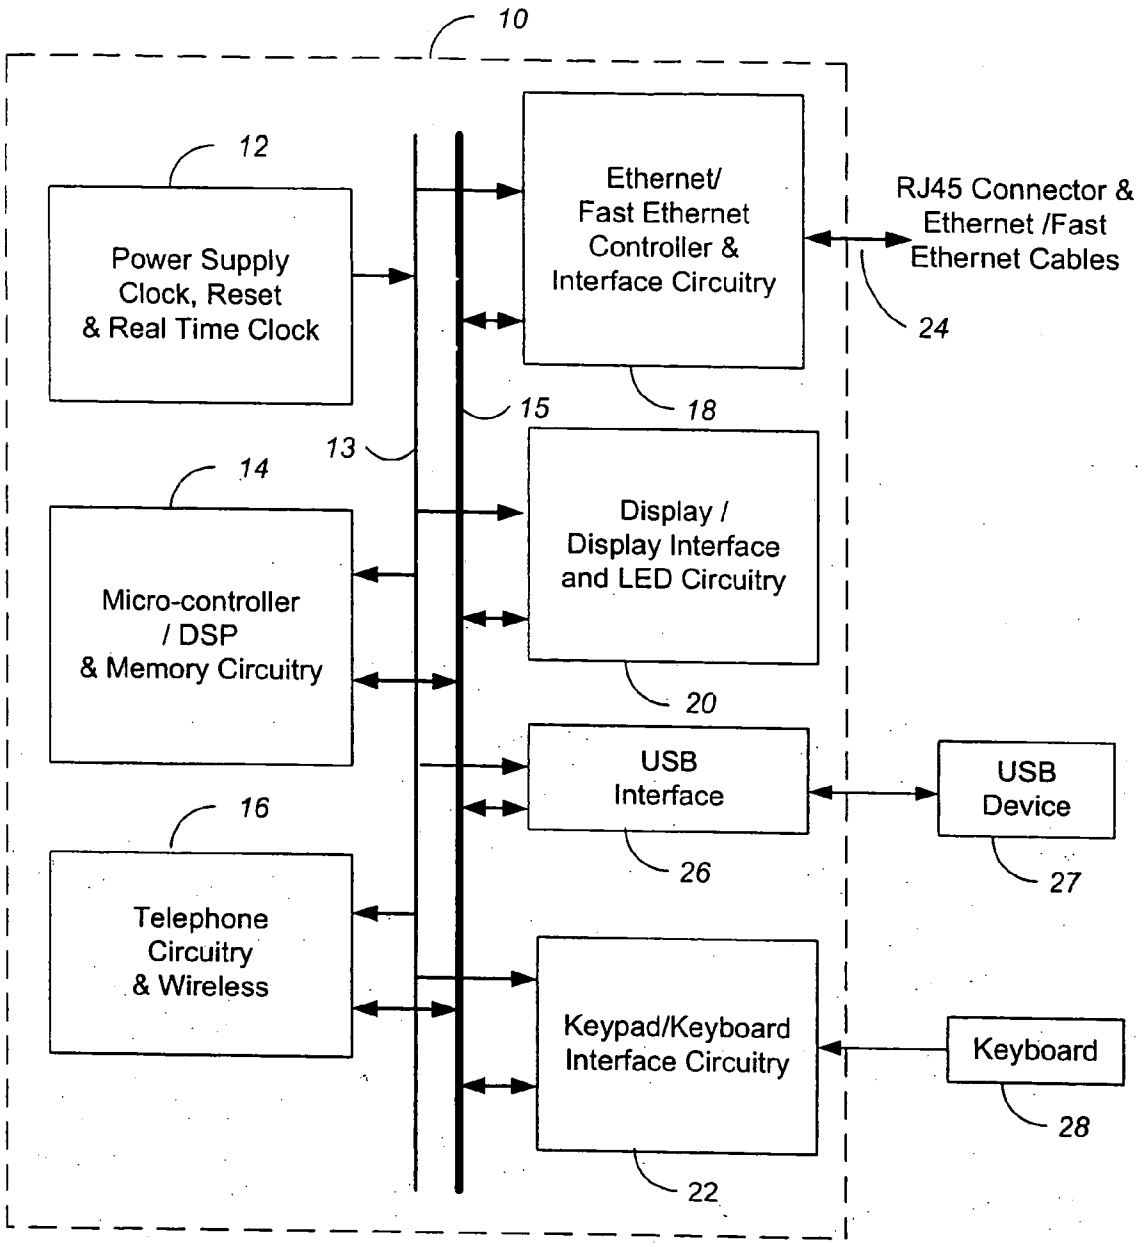 10
12
Power Supply
Clock, Reset
& Real Time Clock
Ethernet/
Fast Ethernet
Controller &
Interface Circuitry
RJ45 Connector &
Ethernet /Fast
Ethernet Cables
24
18
15
13
14
Micro-controller
/ DSP
& Memory Circuitry
Display /
Display Interface
and LED Circuitry
20
USB
Interface
26
USB
Device
27
16
Telephone
Circuitry
& Wireless
Keypad/Keyboard
Interface Circuitry
22
Keyboard
28